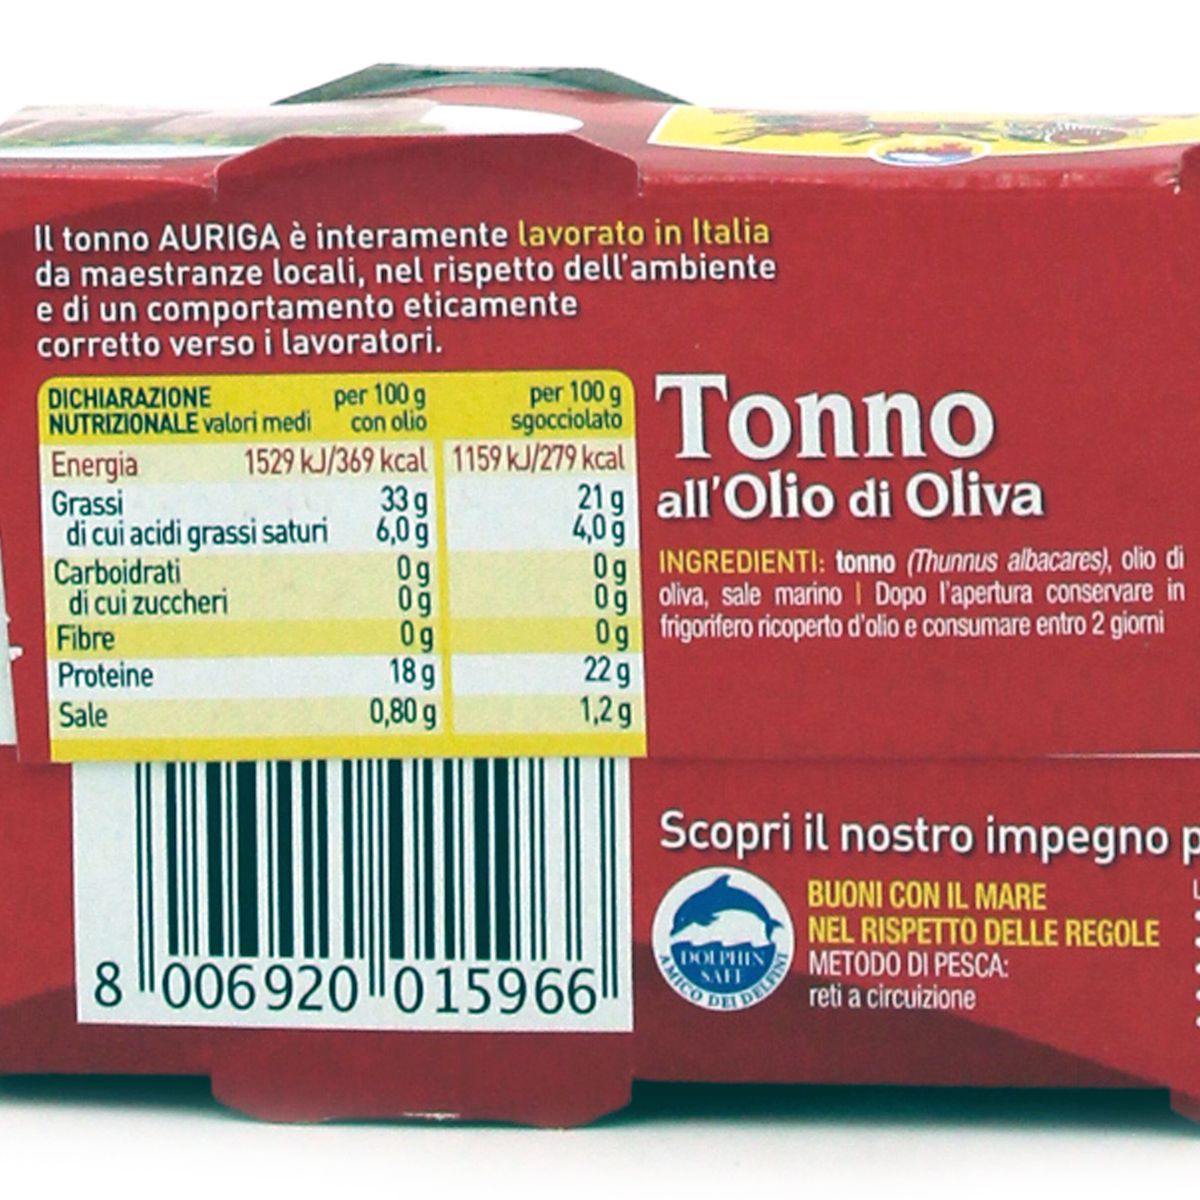 Il tonno AURIGA è interamente lavorato in Italia
da maestranze locali, nel rispetto dell'ambiente
e di un comportamento eticamente
corretto verso i lavoratori.
DICHIARAZIONE NUTRIZIONALE valori medi per 100 g con olio per 100 g sgocciolato
Energia 1529 kJ/369 kcal 1159 kJ/279 kcal
Grassi 33 g 21 g
di cui acidi grassi saturi 6,0 g 4,0 g
Carboidrati 0 g 0 g
di cui zuccheri 0 g 0 g
Fibre 0 g 0 g
Proteine 18 g 22 g
Sale 0,80 g 1,2 g
8 006920 015966
Tonno
all'Olio di Oliva
INGREDIENTI: tonno (Thunnus albacares), olio di
oliva, sale marino | Dopo l'apertura conservare in
frigorifero ricoperto d'olio e consumare entro 2 giorni
Scopri il nostro impegno p
DOLPHIN
SAFE
AMICO DEI DELFINI
BUONI CON IL MARE
NEL RISPETTO DELLE REGOLE
METODO DI PESCA:
reti a circuizione